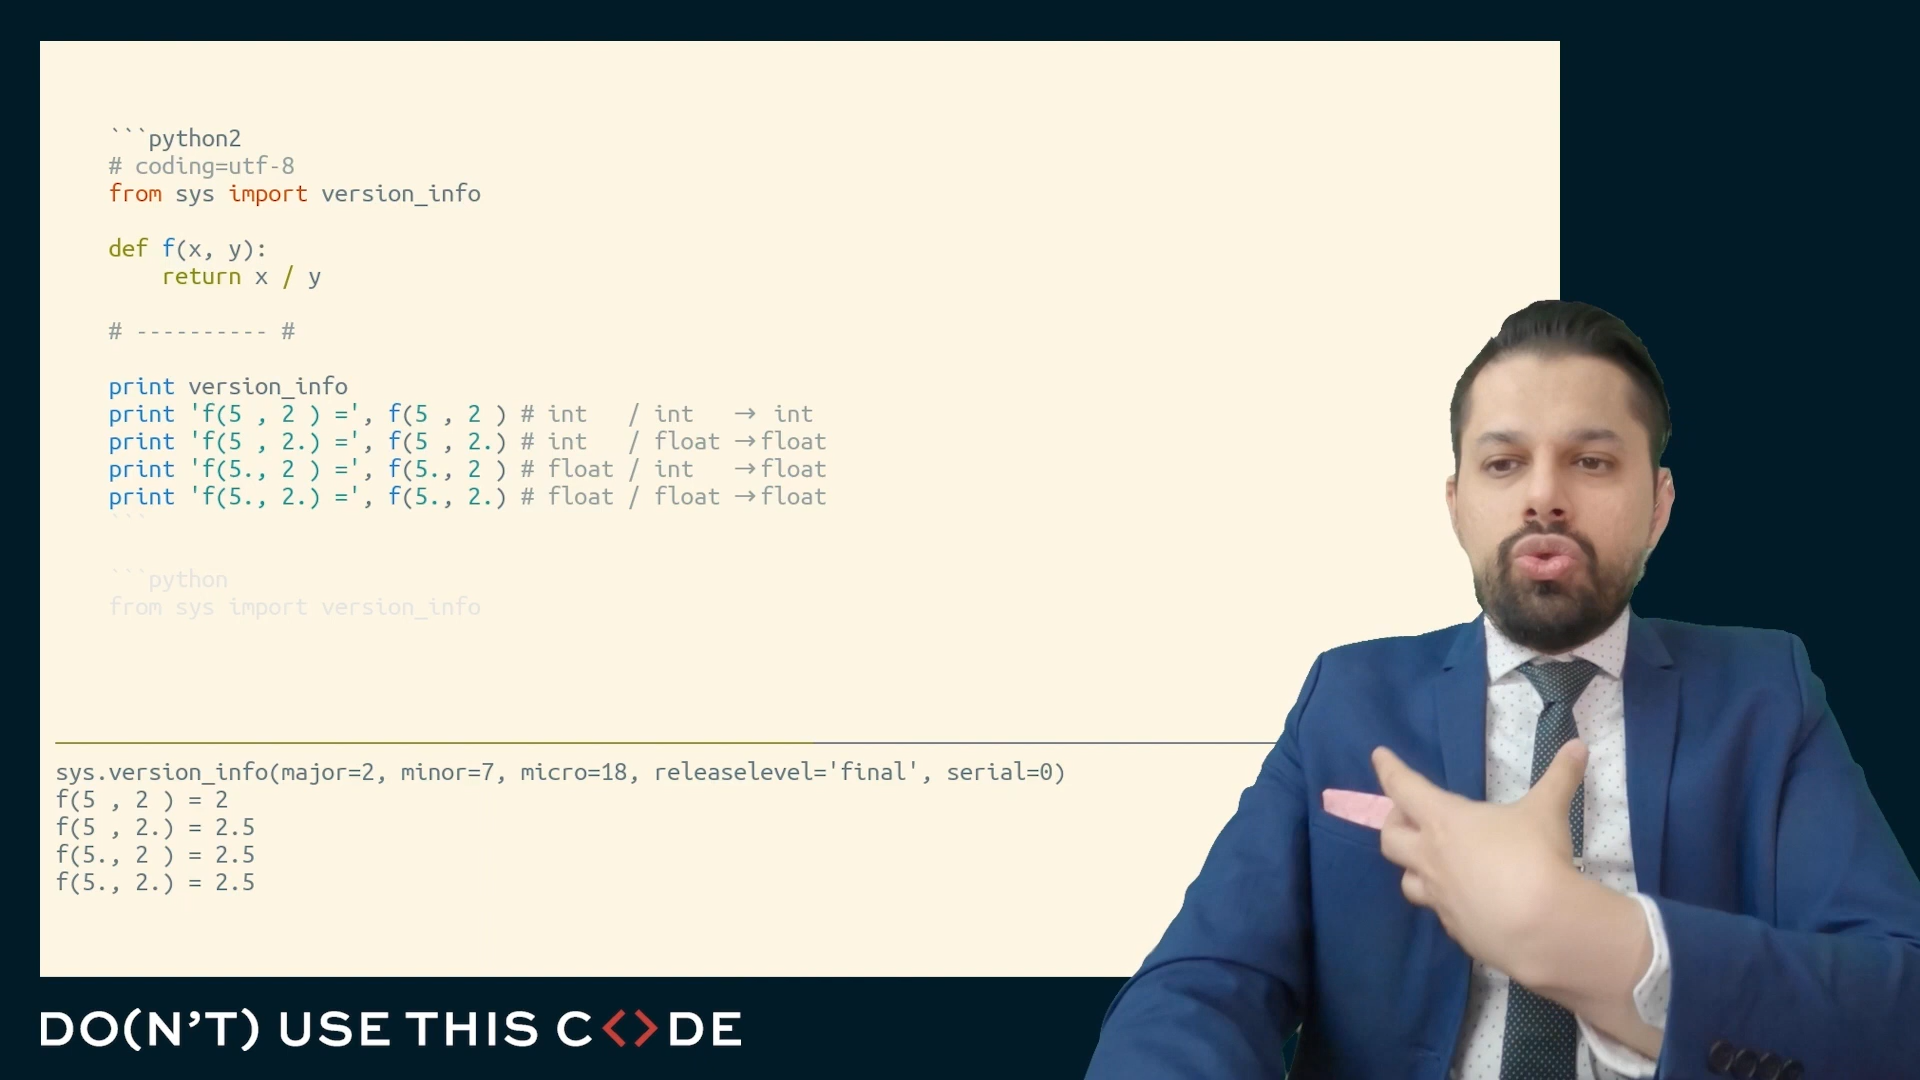 ```python2
# coding=utf-8
from sys import version_info
def f(x, y):
return x / y
# ---------- #
print version_info
print 'f(5 , 2 ) =', f(5 , 2 ) # int / int → int
print 'f(5 , 2.) =', f(5 , 2.) # int / float →float
print 'f(5., 2 ) =', f(5., 2 ) # float / int →float
print 'f(5., 2.) =', f(5., 2.) # float / float →float
```
```python
from sys import version_info
sys.version_info(major=2, minor=7, micro=18, releaselevel='final', serial=0)
f(5 , 2 ) = 2
f(5 , 2.) = 2.5
f(5., 2 ) = 2.5
f(5., 2.) = 2.5
DO(N'T) USE THIS C<>DE